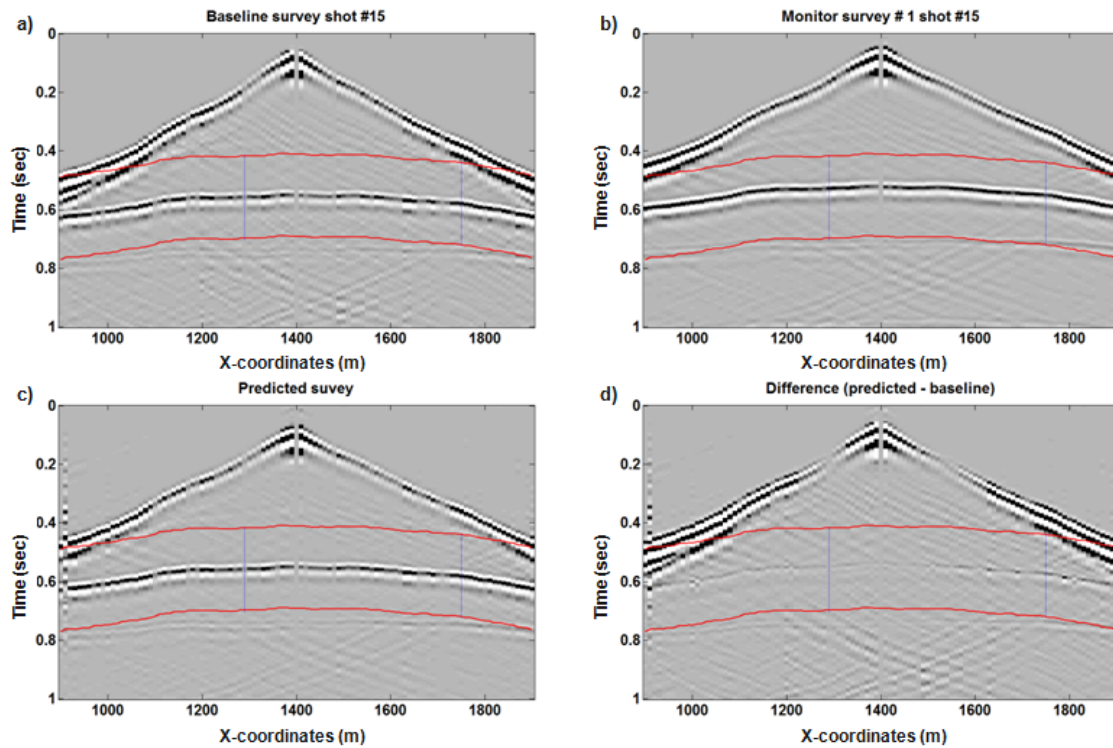 a)
Baseline survey shot #15
0
0.2
0.4
0.6
0.8
1
Time (sec)
1000 1200 1400 1600 1800
X-coordinates (m)
b)
Monitor survey # 1 shot #15
0
0.2
0.4
0.6
0.8
1
Time (sec)
1000 1200 1400 1600 1800
X-coordinates (m)
c)
Predicted suvey
0
0.2
0.4
0.6
0.8
1
Time (sec)
1000 1200 1400 1600 1800
X-coordinates (m)
d)
Difference (predicted - baseline)
0
0.2
0.4
0.6
0.8
1
Time (sec)
1000 1200 1400 1600 1800
X-coordinates (m)